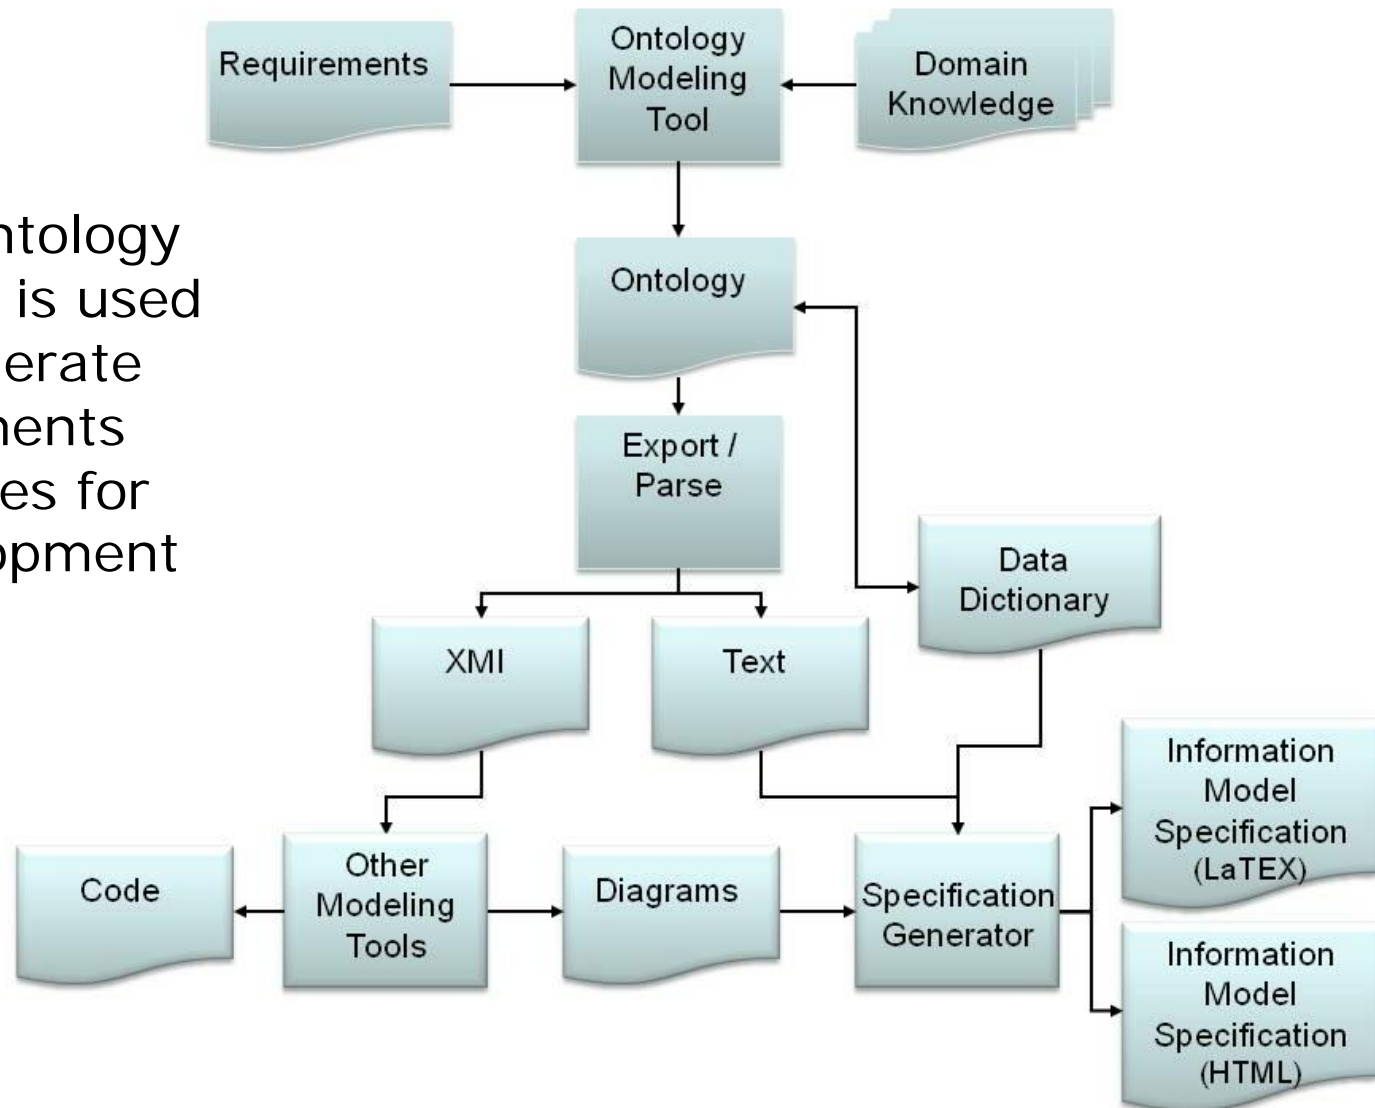 Requirements
Ontology
Modeling
Tool
Domain
Knowledge
ntology
is used
erate
nents
es for
opment
Ontology
Export /
Parse
Data
Dictionary
XMI
Text
Information
Model
Specification
(LaTEX)
Code
Other
Modeling
Tools
Diagrams
Specification
Generator
Information
Model
Specification
(HTML)